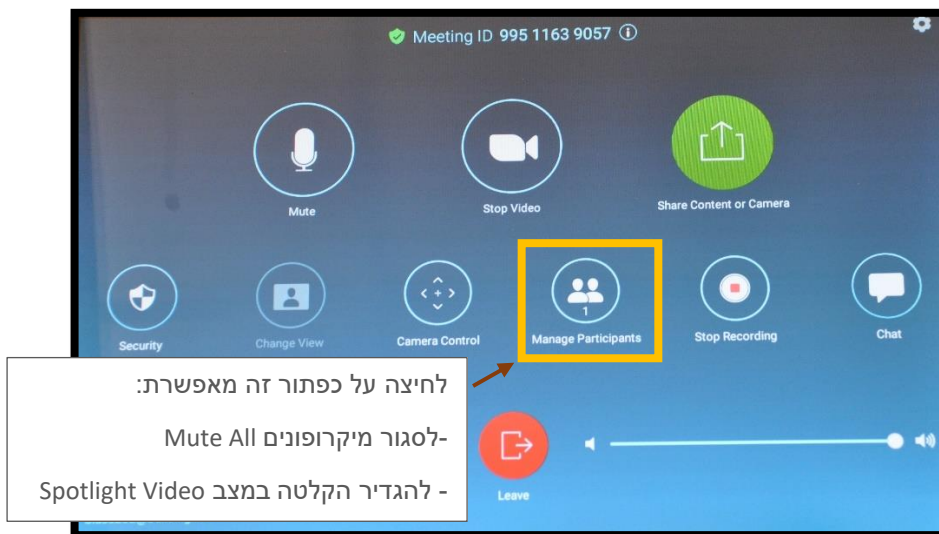 Meeting ID 995 1163 9057
Mute
Stop Video
Share Content or Camera
Security
Change View
Camera Control
1
Manage Participants
Stop Recording
Chat
לחיצה על כפתור זה מאפשרת:
-לסגור מיקרופונים Mute All
- להגדיר הקלטה במצב Spotlight Video
Leave